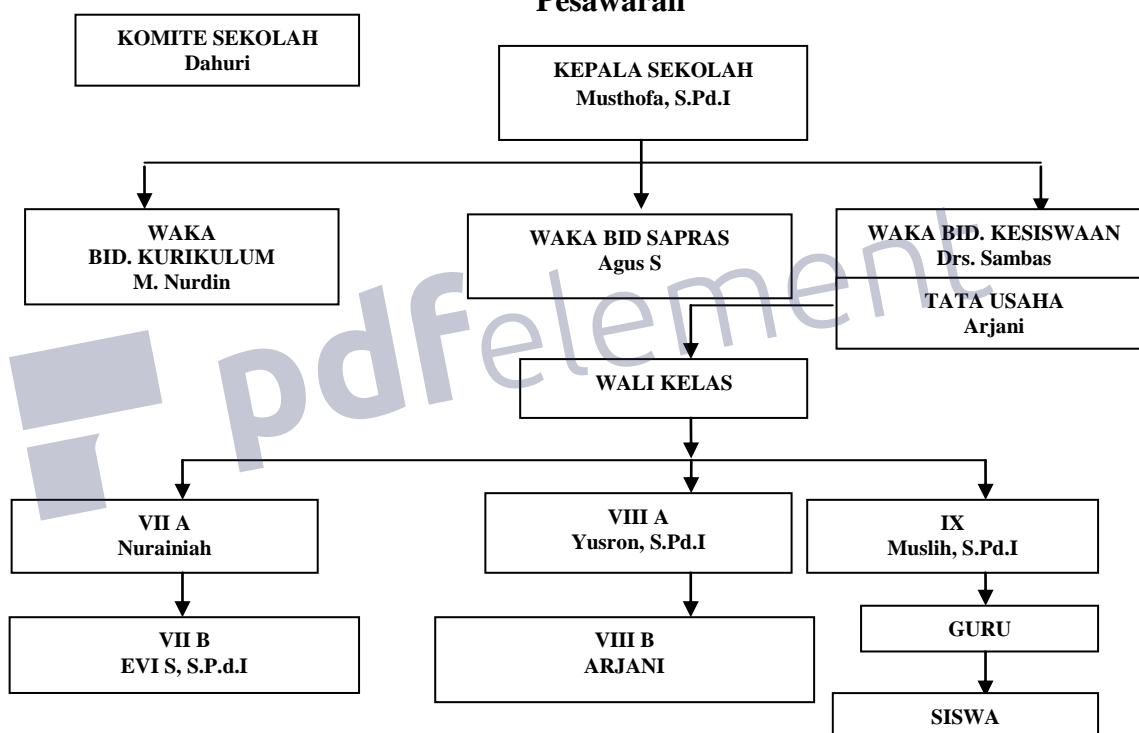 Pesawaran
KOMITE SEKOLAH
Dahuri
KEPALA SEKOLAH
Musthofa, S.Pd.I
WAKA
BID. KURIKULUM
M. Nurdin
WAKA BID SAPRAS
Agus S
WAKA BID. KESISWAAN
Drs. Sambas
TATA USAHA
Arjani
WALI KELAS
VII A
Nurainiah
VIII A
Yusron, S.Pd.I
IX
Muslih, S.Pd.I
VII B
EVI S, S.P.d.I
VIII B
ARJANI
GURU
SISWA
pdfelement